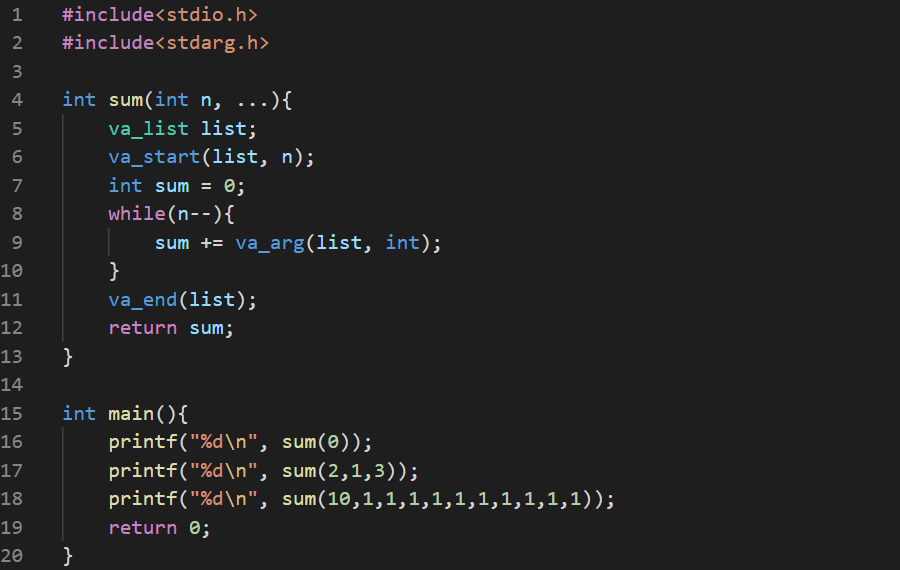 1 #include<stdio.h>
2 #include<stdarg.h>
3
4 int sum(int n, ...){
5     va_list list;
6     va_start(list, n);
7     int sum = 0;
8     while(n--){
9         sum += va_arg(list, int);
10     }
11     va_end(list);
12     return sum;
13 }
14
15 int main(){
16     printf("%d\n", sum(0));
17     printf("%d\n", sum(2,1,3));
18     printf("%d\n", sum(10,1,1,1,1,1,1,1,1,1,1));
19     return 0;
20 }